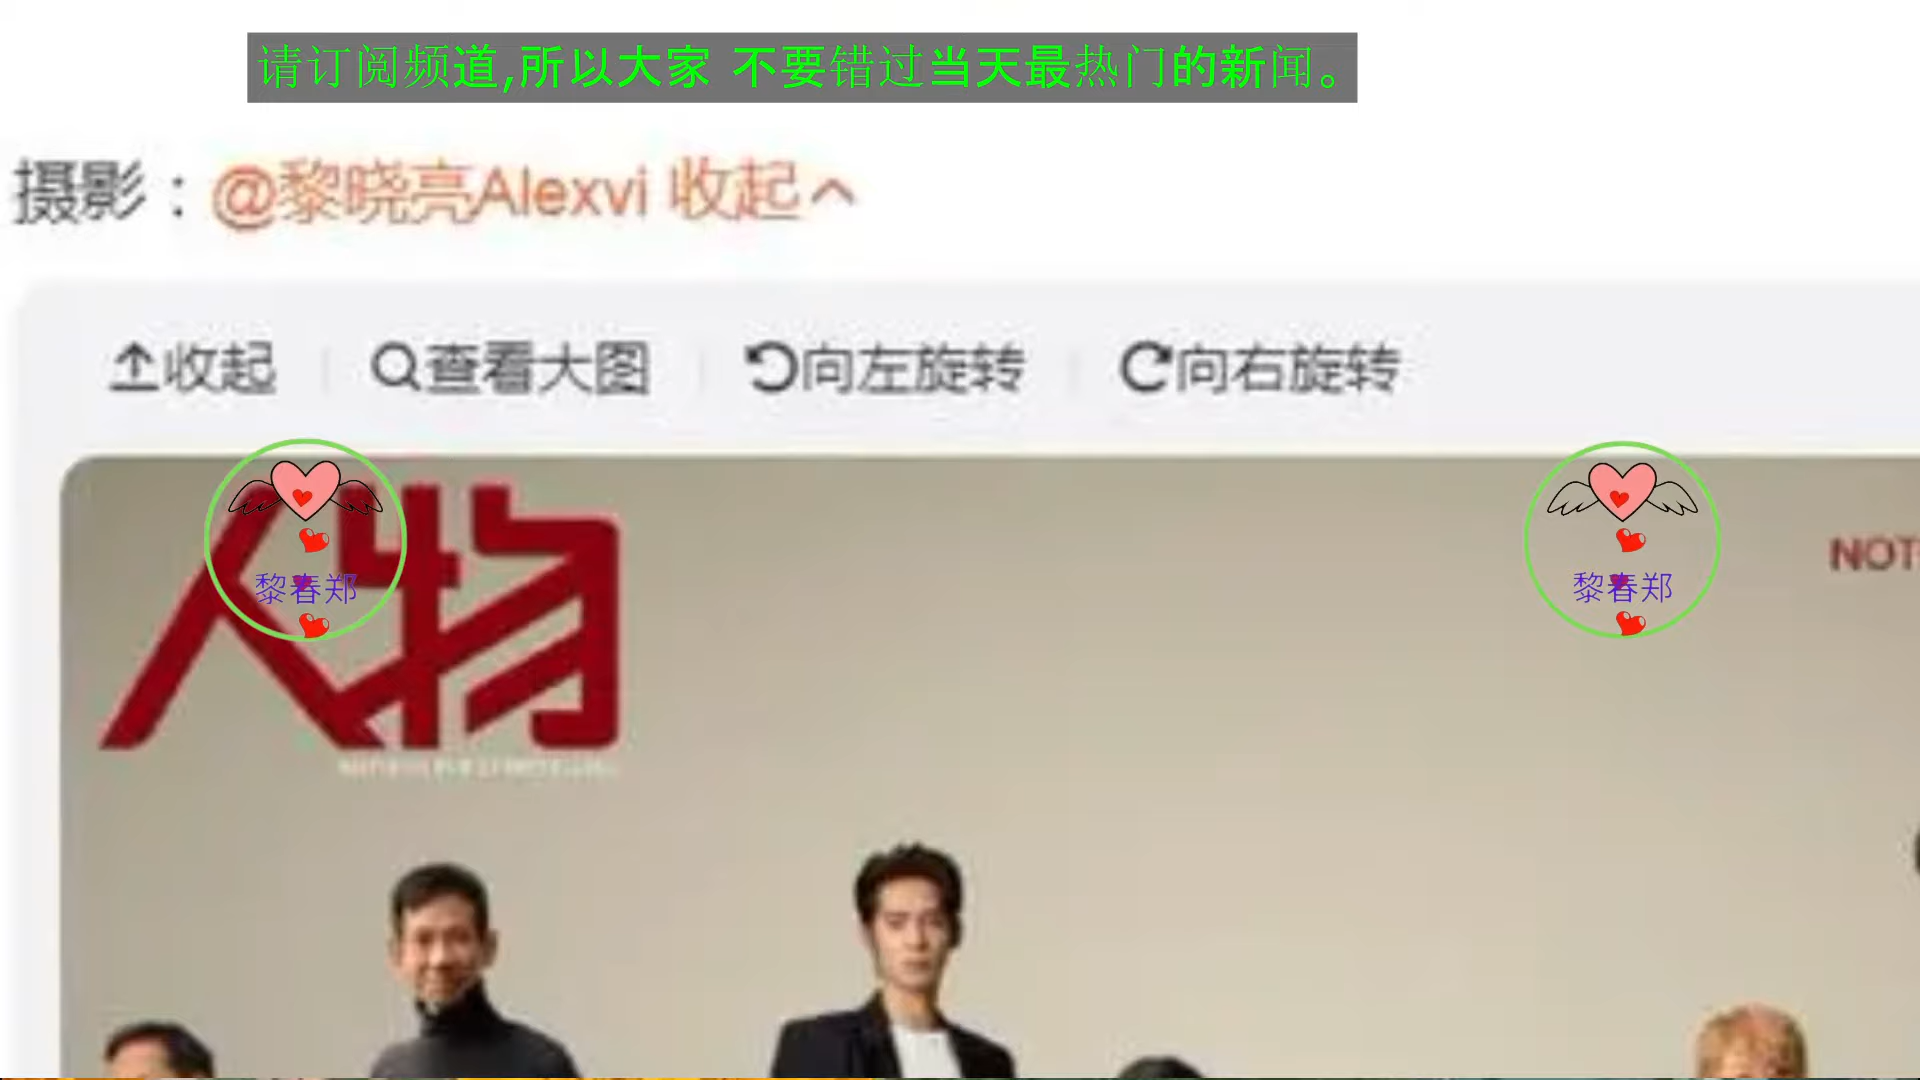 请订阅频道,所以大家 不要错过当天最热门的新闻。
摄影：@黎晓亮Alexvi 收起
收起 查看大图 向左旋转 向右旋转
人物
黎春郑
黎春郑
NOT